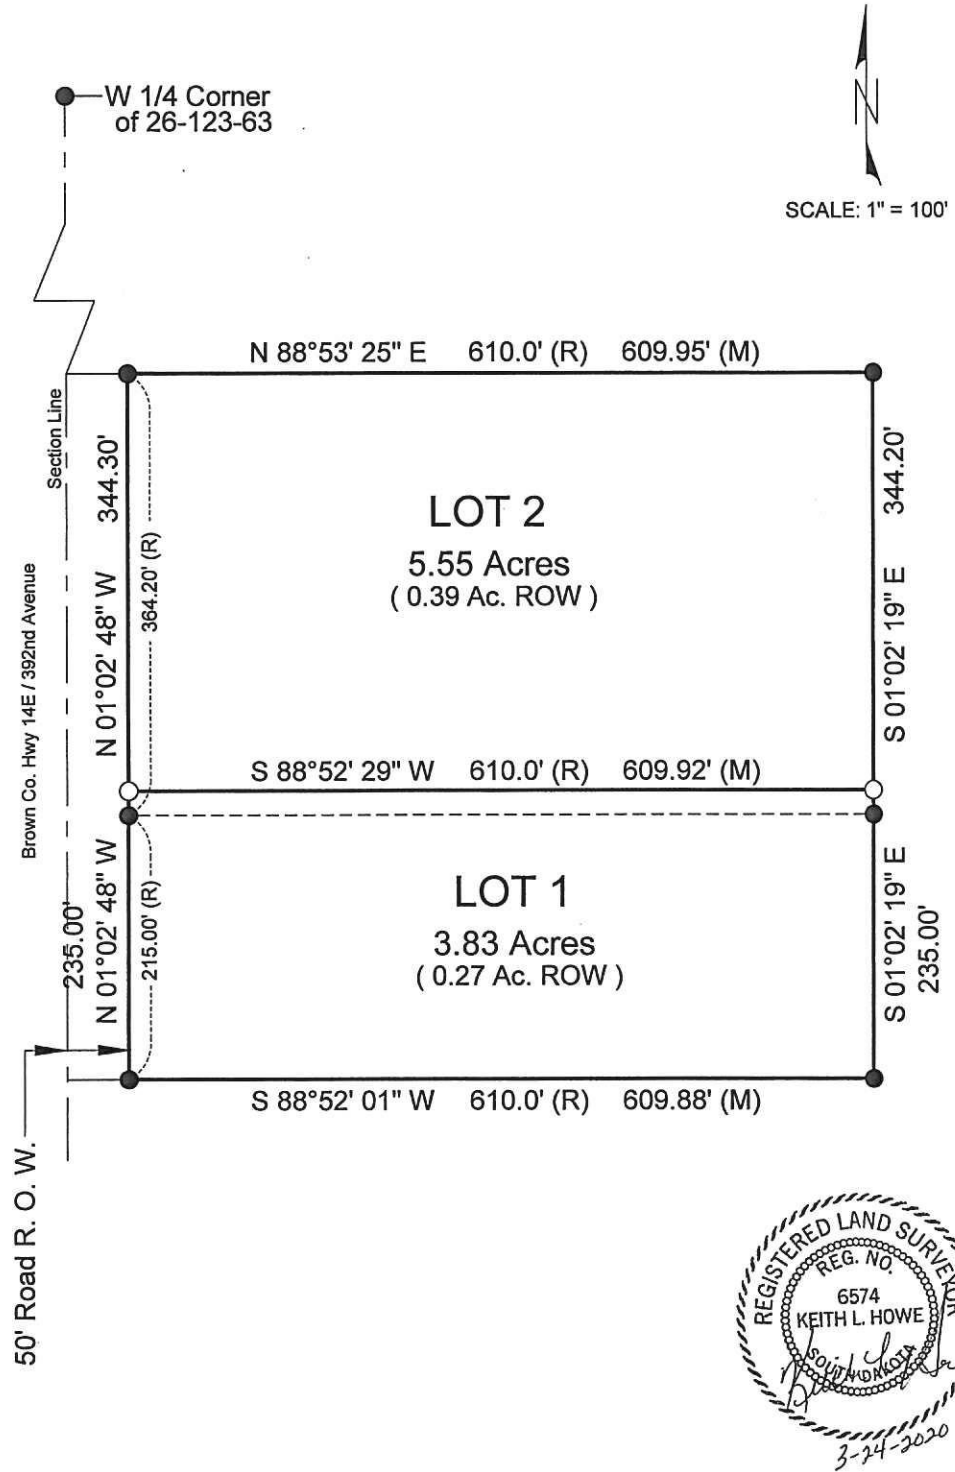 W 1/4 Corner
of 26-123-63
N
SCALE: 1" = 100'
N 88°53' 25" E 610.0' (R) 609.95' (M)
Section Line
N 01°02' 48" W 344.30'
364.20' (R)
LOT 2
5.55 Acres
( 0.39 Ac. ROW )
S 01°02' 19" E 344.20'
Brown Co. Hwy 14E / 392nd Avenue
S 88°52' 29" W 610.0' (R) 609.92' (M)
235.00'
N 01°02' 48" W
215.00' (R)
LOT 1
3.83 Acres
( 0.27 Ac. ROW )
S 01°02' 19" E
235.00'
S 88°52' 01" W 610.0' (R) 609.88' (M)
50' Road R. O. W.
REGISTERED LAND SURVEYOR
REG. NO.
6574
KEITH L. HOWE
SOUTH DAKOTA
3-24-2020